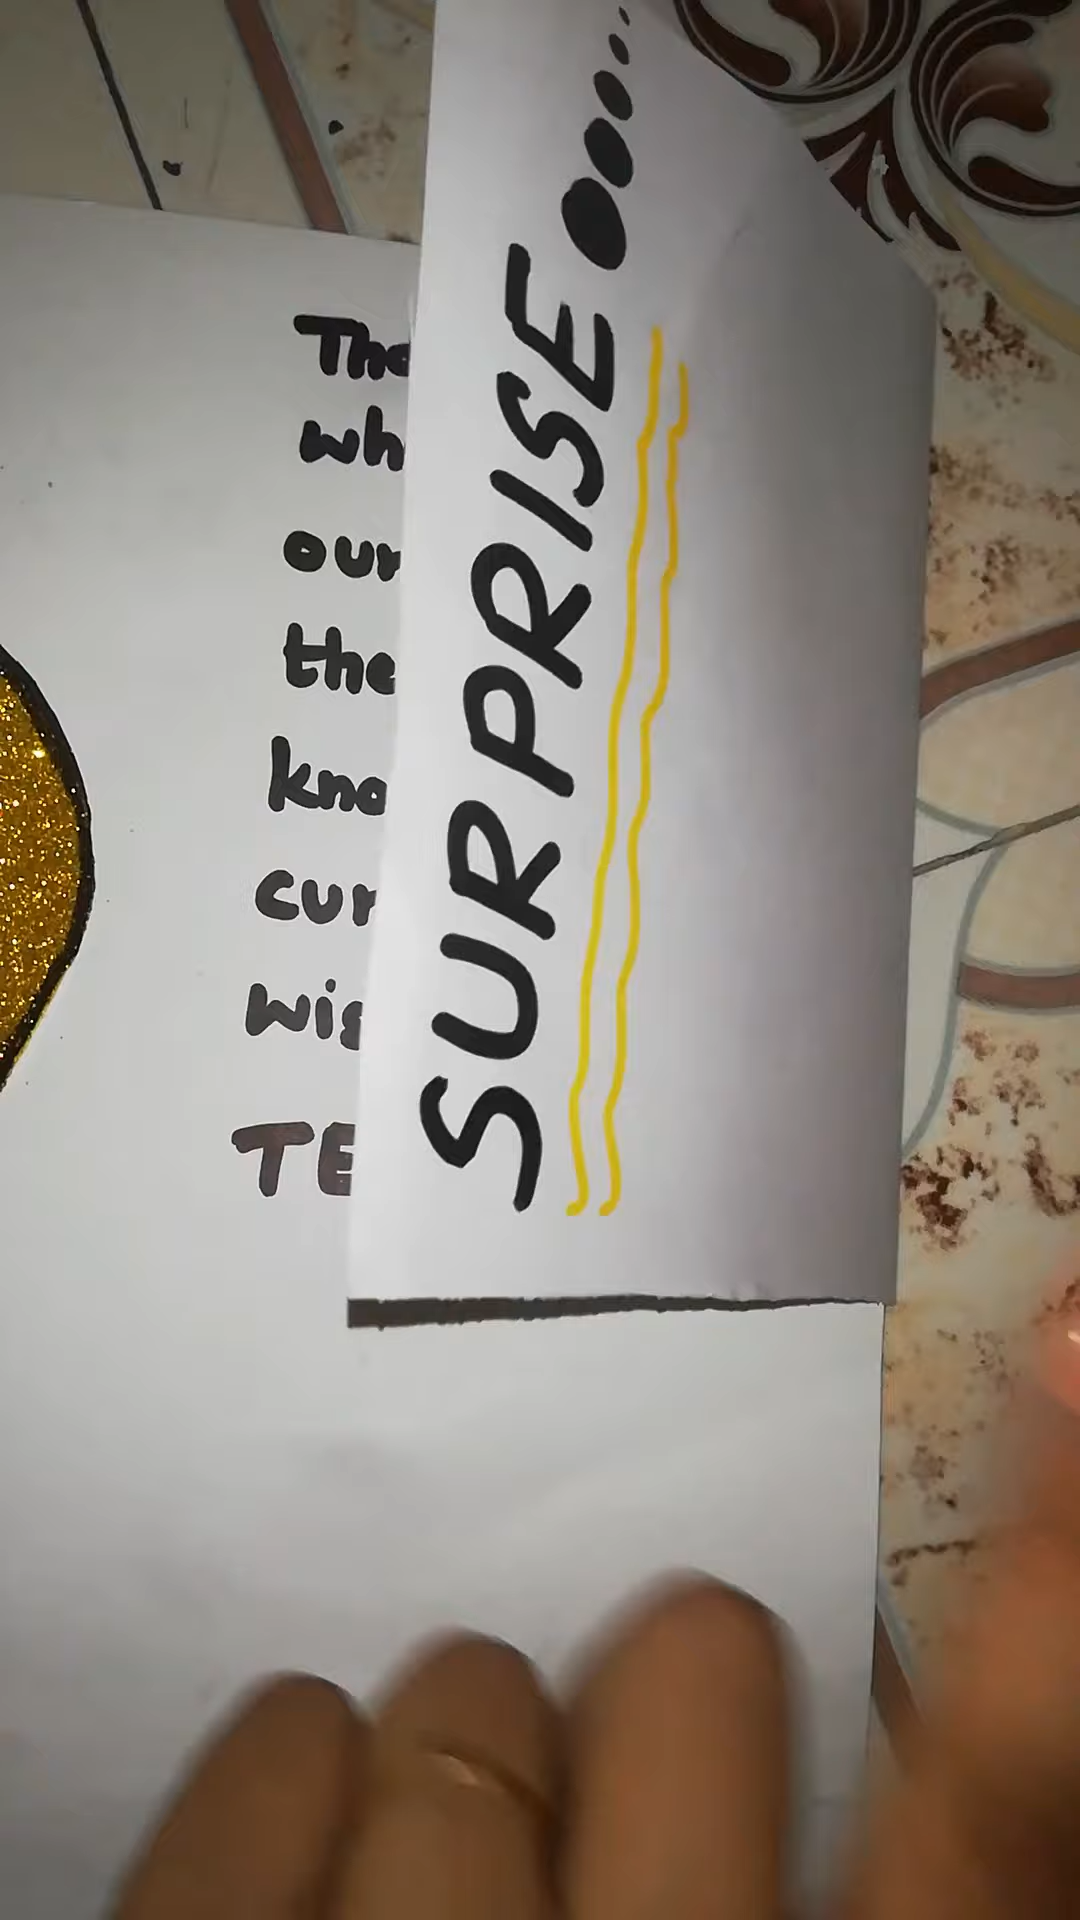 The
wh
our
the
kno
cur
wis
TE
SURPRISE.....